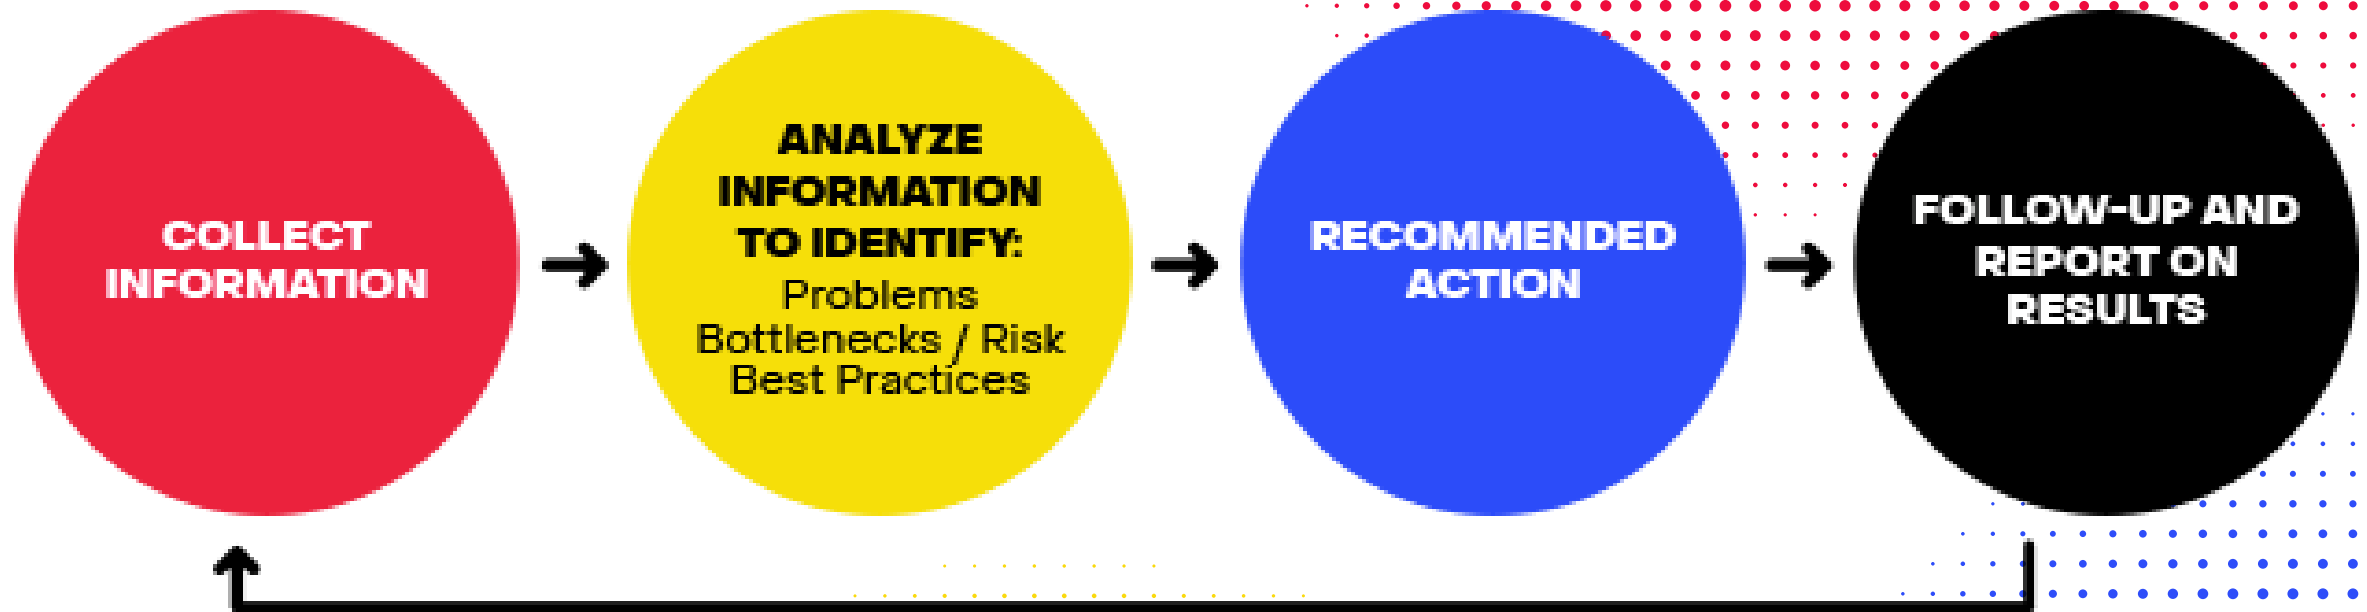 COLLECT
INFORMATION
ANALYZE
INFORMATION
TO IDENTIFY:
Problems
Bottlenecks / Risk
Best Practices
RECOMMENDED
ACTION
FOLLOW-UP AND
REPORT ON
RESULTS